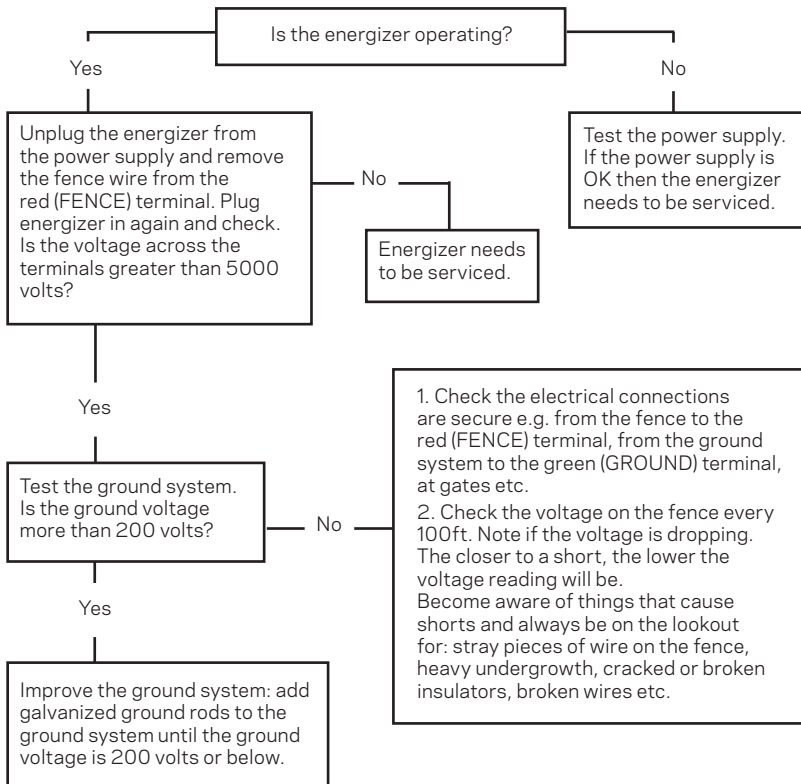 Is the energizer operating?
Yes
No
Unplug the energizer from
the power supply and remove
the fence wire from the
red (FENCE) terminal. Plug
energizer in again and check.
Is the voltage across the
terminals greater than 5000
volts?
No
Test the power supply.
If the power supply is
OK then the energizer
needs to be serviced.
Energizer needs
to be serviced.
Yes
Test the ground system.
Is the ground voltage
more than 200 volts?
No
1. Check the electrical connections
are secure e.g. from the fence to the
red (FENCE) terminal, from the ground
system to the green (GROUND) terminal,
at gates etc.
2. Check the voltage on the fence every
100ft. Note if the voltage is dropping.
The closer to a short, the lower the
voltage reading will be.
Become aware of things that cause
shorts and always be on the lookout
for: stray pieces of wire on the fence,
heavy undergrowth, cracked or broken
insulators, broken wires etc.
Yes
Improve the ground system: add
galvanized ground rods to the
ground system until the ground
voltage is 200 volts or below.